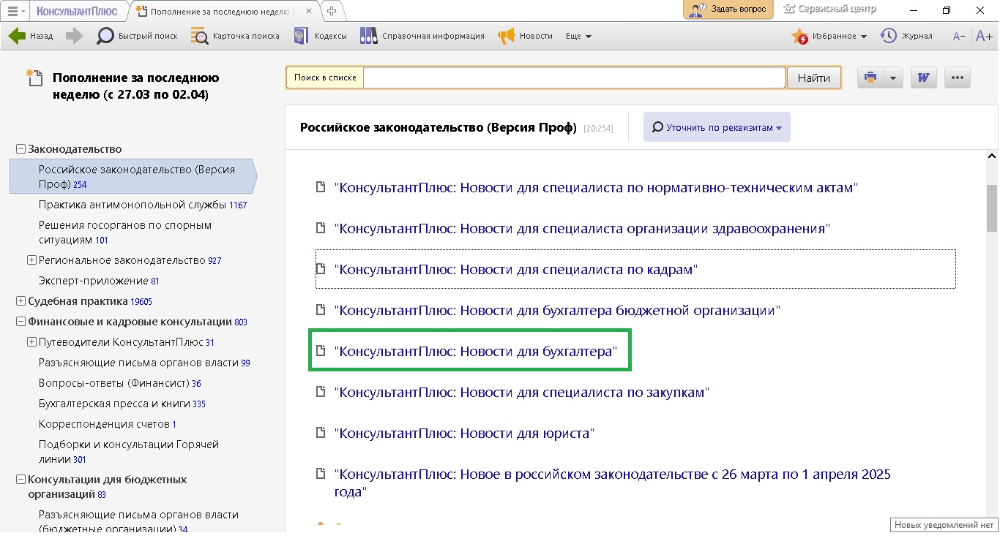 КОНСУЛЬТАНТПЛЮС
Пополнение за последнюю неделю
Задать вопрос
Сервисный центр
Назад
Быстрый поиск
Карточка поиска
Кодексы
Справочная информация
Новости
Еще
Избранное
Журнал
А−
А+
Пополнение за последнюю
неделю (с 27.03 по 02.04)
Поиск в списке
Найти
W
Законодательство
Российское законодательство (Версия
Проф) 254
Практика антимонопольной службы 1167
Решения госорганов по спорным
ситуациям 101
Региональное законодательство 927
Эксперт-приложение 81
Судебная практика 19605
Финансовые и кадровые консультации 803
Путеводители КонсультантПлюс 31
Разъясняющие письма органов власти 99
Вопросы-ответы (Финансист) 36
Бухгалтерская пресса и книги 335
Корреспонденция счетов 1
Подборки и консультации Горячей
линии 301
Консультации для бюджетных
организаций 83
Разъясняющие письма органов власти
(бюджетные организации) 34
Российское законодательство (Версия Проф) [20:254]
Уточнить по реквизитам
"КонсультантПлюс: Новости для специалиста по нормативно-техническим актам"
"КонсультантПлюс: Новости для специалиста организации здравоохранения"
"КонсультантПлюс: Новости для специалиста по кадрам"
"КонсультантПлюс: Новости для бухгалтера бюджетной организации"
"КонсультантПлюс: Новости для бухгалтера"
"КонсультантПлюс: Новости для специалиста по закупкам"
"КонсультантПлюс: Новости для юриста"
"КонсультантПлюс: Новое в российском законодательстве с 26 марта по 1 апреля 2025
года"
Новых уведомлений нет